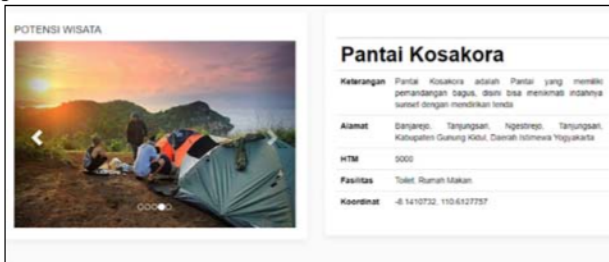 POTENSI WISATA
Pantai Kosakora
Keterangan Pantai Kosakora adalah Pantai yang memiliki
pemandangan bagus, disini bisa menikmati indahnya
sunset dengan mendirikan tenda
Alamat Banjarejo, Tanjungsari, Ngestirejo, Tanjungsari,
Kabupaten Gunung Kidul, Daerah Istimewa Yogyakarta
HTM 5000
Fasilitas Toilet, Rumah Makan
Koordinat -8.1410732, 110.6127757